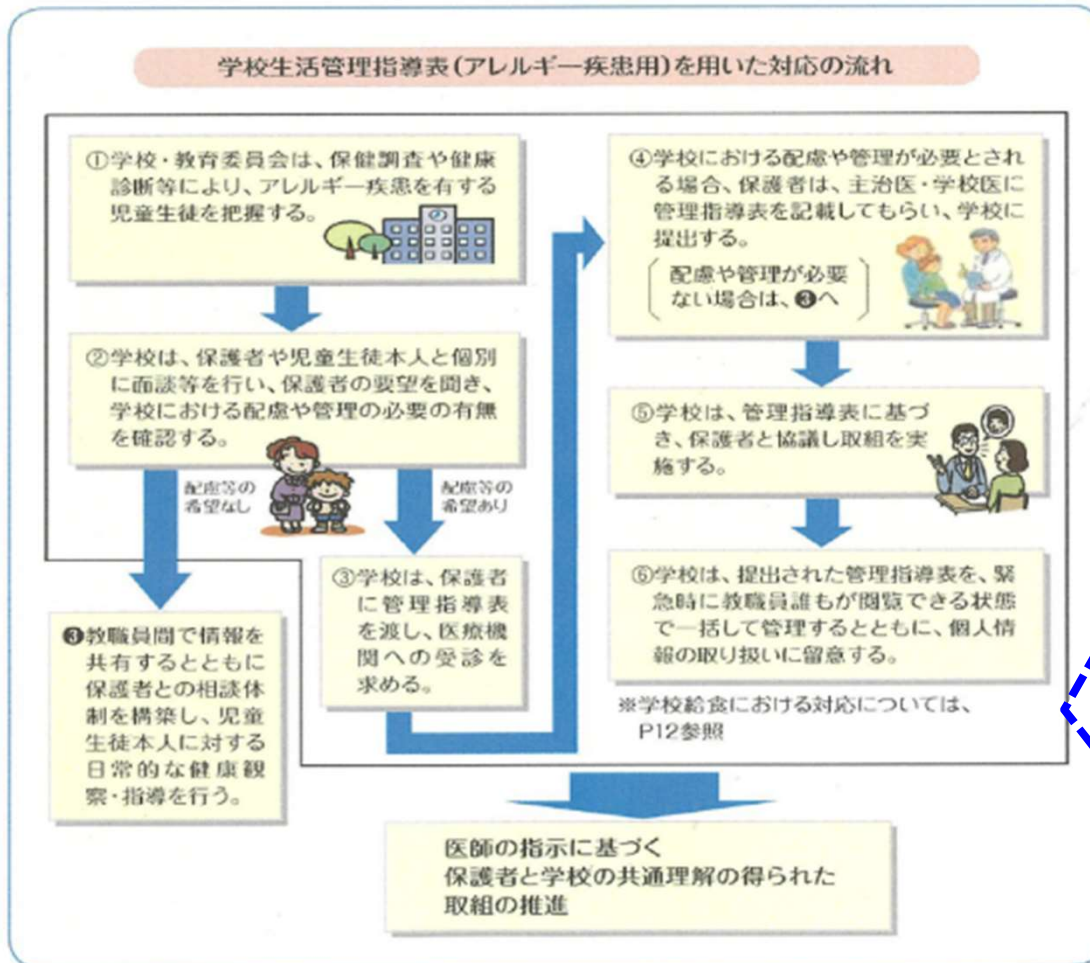 学校生活管理指導表(アレルギー疾患用)を用いた対応の流れ
①学校・教育委員会は、保健調査や健康
診断等により、アレルギー疾患を有する
児童生徒を把握する。
の
②学校は、保護者や児童生徒本人と個別
に面談等を行い、保護者の要望を聞き、
学校における配慮や管理の必要の有無
を確認する。
配慮等の
希望なし
配慮等の
希望あり
❸教職員間で情報を
共有するとともに
保護者との相談体
制を構築し、児童
生徒本人に対する
日常的な健康観
察・指導を行う。
③学校は、保護者
に管理指導表
を渡し、医療機
関への受診を
求める。
④学校における配慮や管理が必要とされ
る場合、保護者は、主治医・学校医に
管理指導表を記載してもらい、学校に
提出する。
配慮や管理が必要
ない場合は、❸へ
⑤学校は、管理指導表に基づ
き、保護者と協議し取組を実
施する。
⑥学校は、提出された管理指導表を、緊
急時に教職員誰もが閲覧できる状態
で一括して管理するとともに、個人情
報の取り扱いに留意する。
※学校給食における対応については、
P12参照
医師の指示に基づく
保護者と学校の共通理解の得られた
取組の推進